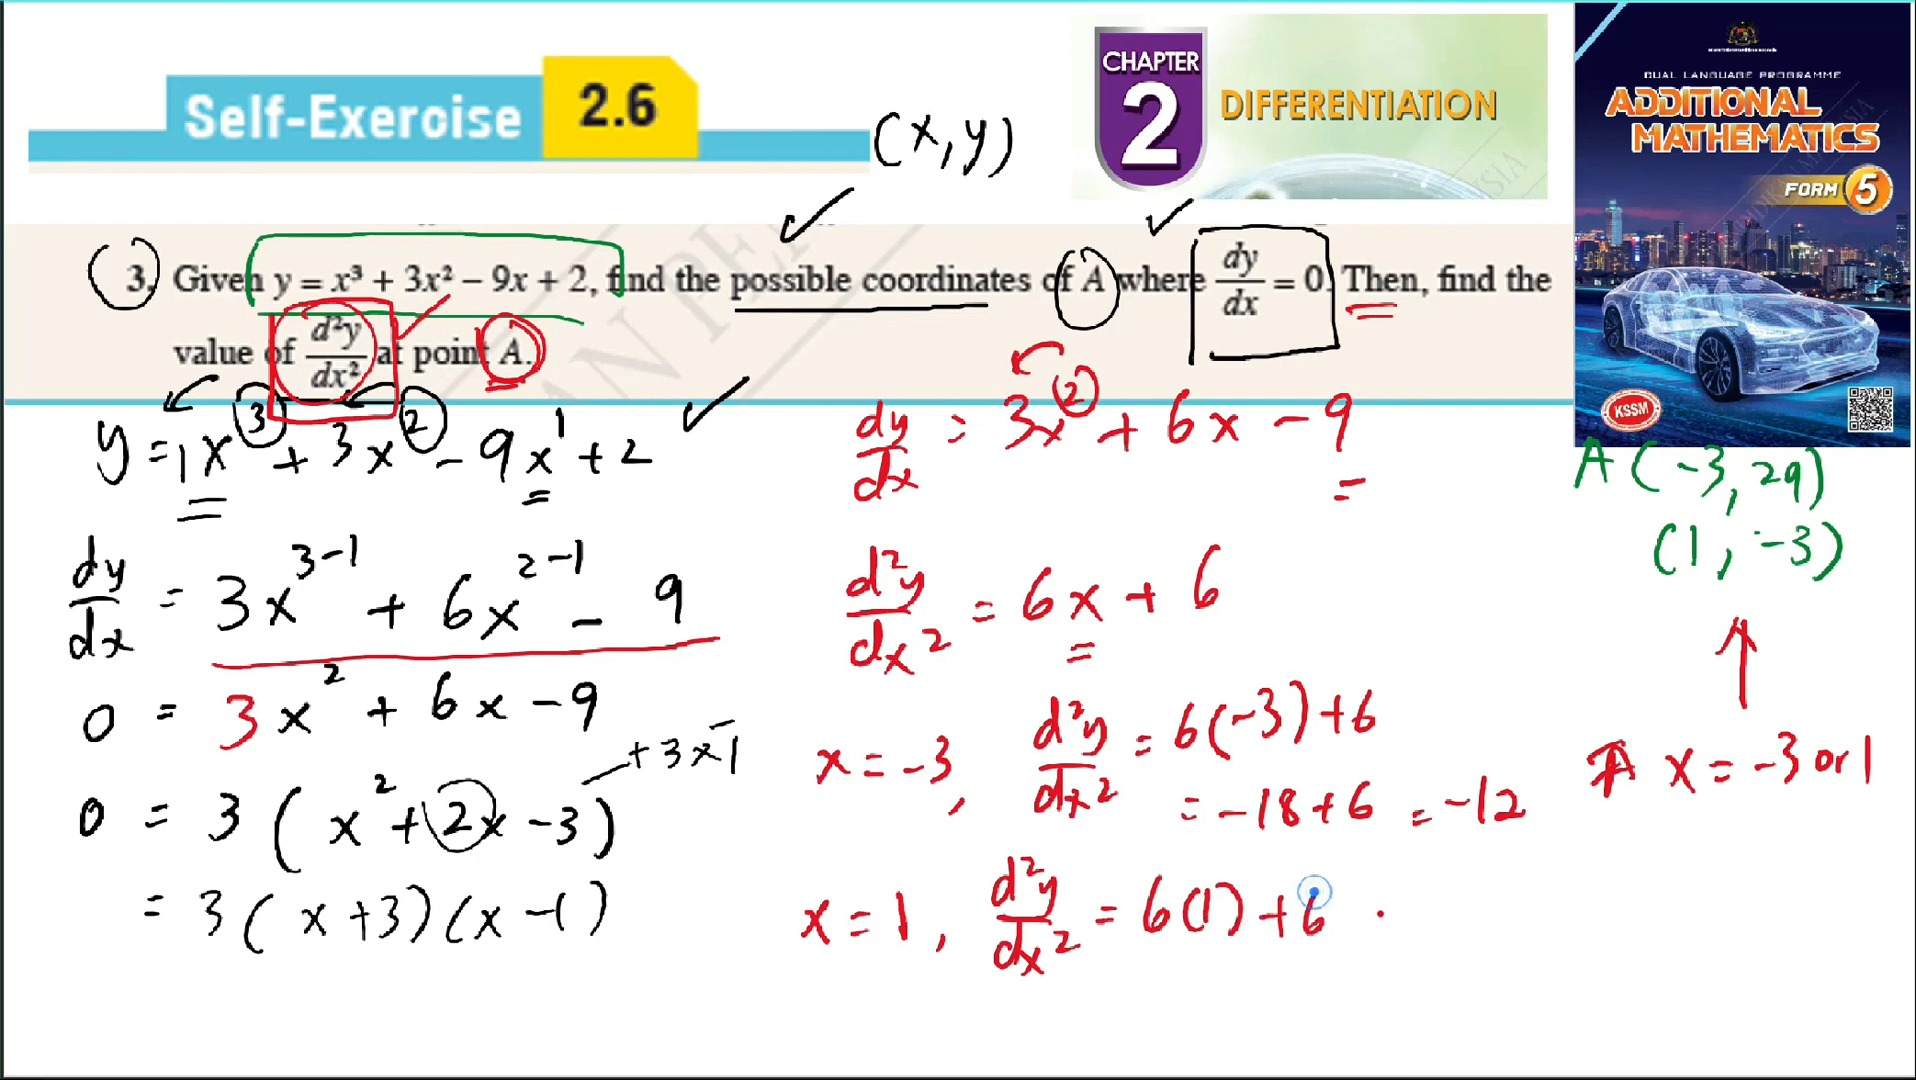 Self-Exercise 2.6
(x, y)
CHAPTER
2
DIFFERENTIATION
DUAL LANGUAGE PROGRAMME
ADDITIONAL
MATHEMATICS
FORM 5
KSSM
3. Given y = x³ + 3x² − 9x + 2, find the possible coordinates of A where dy/dx = 0. Then, find the
value of d²y/dx² at point A.
y = 1x³ + 3x² − 9x¹ + 2
dy/dx = 3x³⁻¹ + 6x²⁻¹ − 9
0 = 3x² + 6x − 9
+3 x −1
0 = 3(x² + 2x − 3)
= 3(x + 3)(x − 1)
dy/dx = 3x² + 6x − 9
d²y/dx² = 6x + 6
x = −3, d²y/dx² = 6(−3) + 6
= −18 + 6 = −12
x = 1, d²y/dx² = 6(1) + 6
A(−3, 29)
(1, −3)
A x = −3 or 1